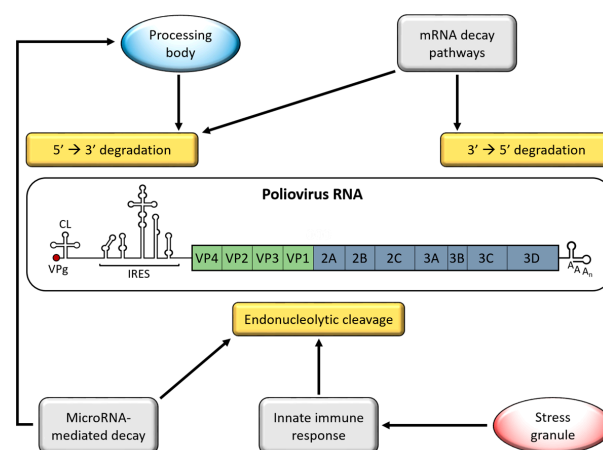 Processing
body
mRNA decay
pathways
5’ → 3’ degradation
3’ → 5’ degradation
Poliovirus RNA
CL
VPg
IRES
VP4 VP2 VP3 VP1 2A 2B 2C 3A 3B 3C 3D
A A An
Endonucleolytic cleavage
MicroRNA-
mediated decay
Innate immune
response
Stress
granule